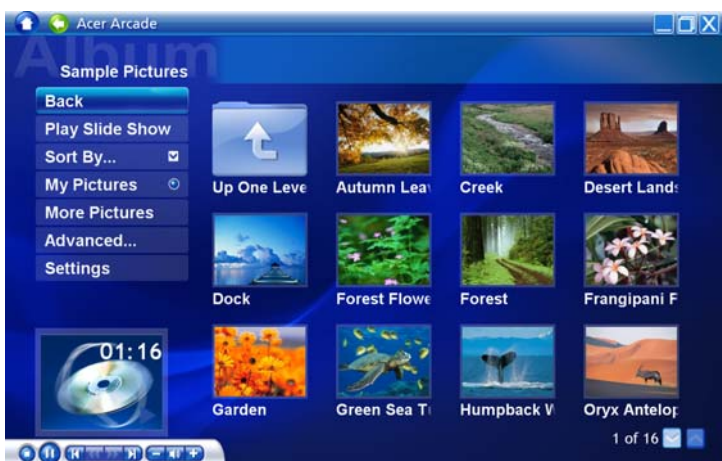 Acer Arcade
Album
Sample Pictures
Back
Play Slide Show
Sort By...
My Pictures
More Pictures
Advanced...
Settings
Up One Leve
Autumn Leav
Creek
Desert Lands
Dock
Forest Flowe
Forest
Frangipani F
Garden
Green Sea T
Humpback W
Oryx Antelop
01:16
1 of 16